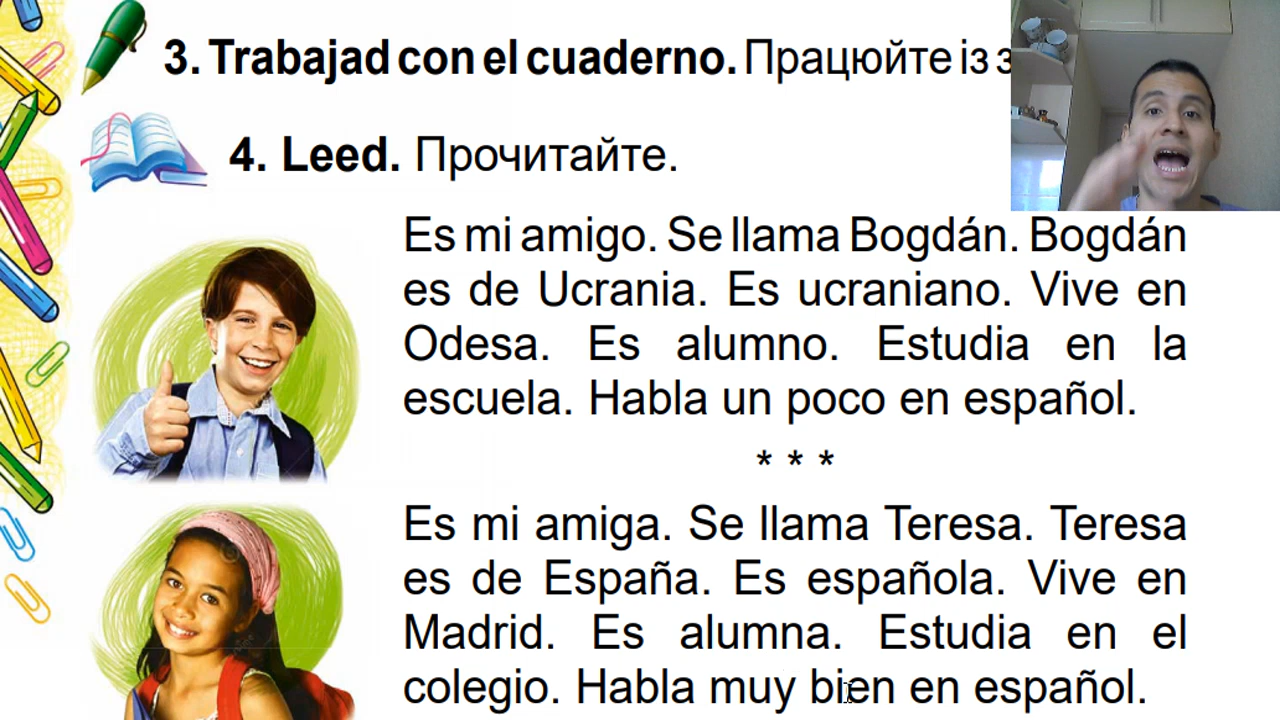 3. Trabajad con el cuaderno. Працюйте із
4. Leed. Прочитайте.
Es mi amigo. Se llama Bogdán. Bogdán
es de Ucrania. Es ucraniano. Vive en
Odesa. Es alumno. Estudia en la
escuela. Habla un poco en español.
* * *
Es mi amiga. Se llama Teresa. Teresa
es de España. Es española. Vive en
Madrid. Es alumna. Estudia en el
colegio. Habla muy bien en español.